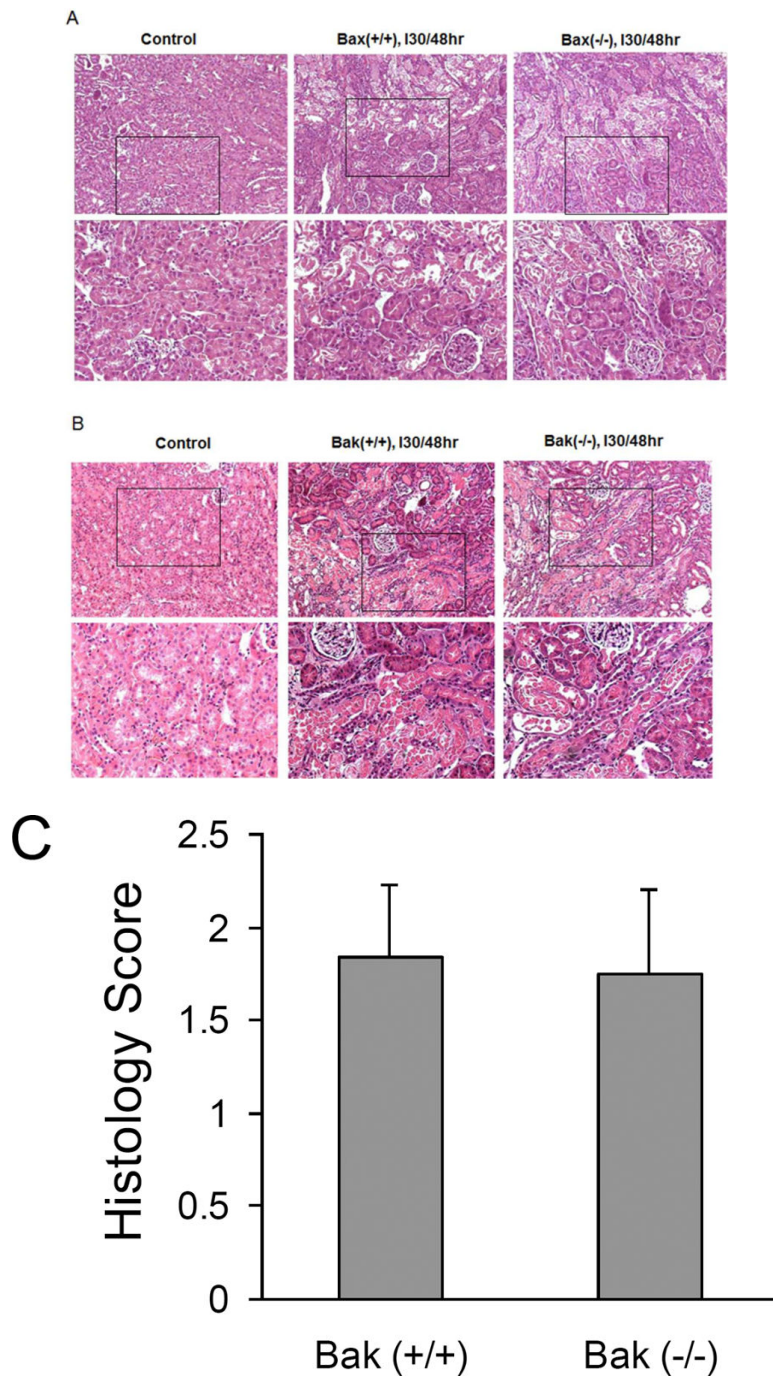 A
Control
Bax(+/+), I30/48hr
Bax(-/-), I30/48hr
B
Control
Bak(+/+), I30/48hr
Bak(-/-), I30/48hr
C
Histology Score
2.5
2
1.5
1
0.5
0
Bak (+/+)
Bak (-/-)